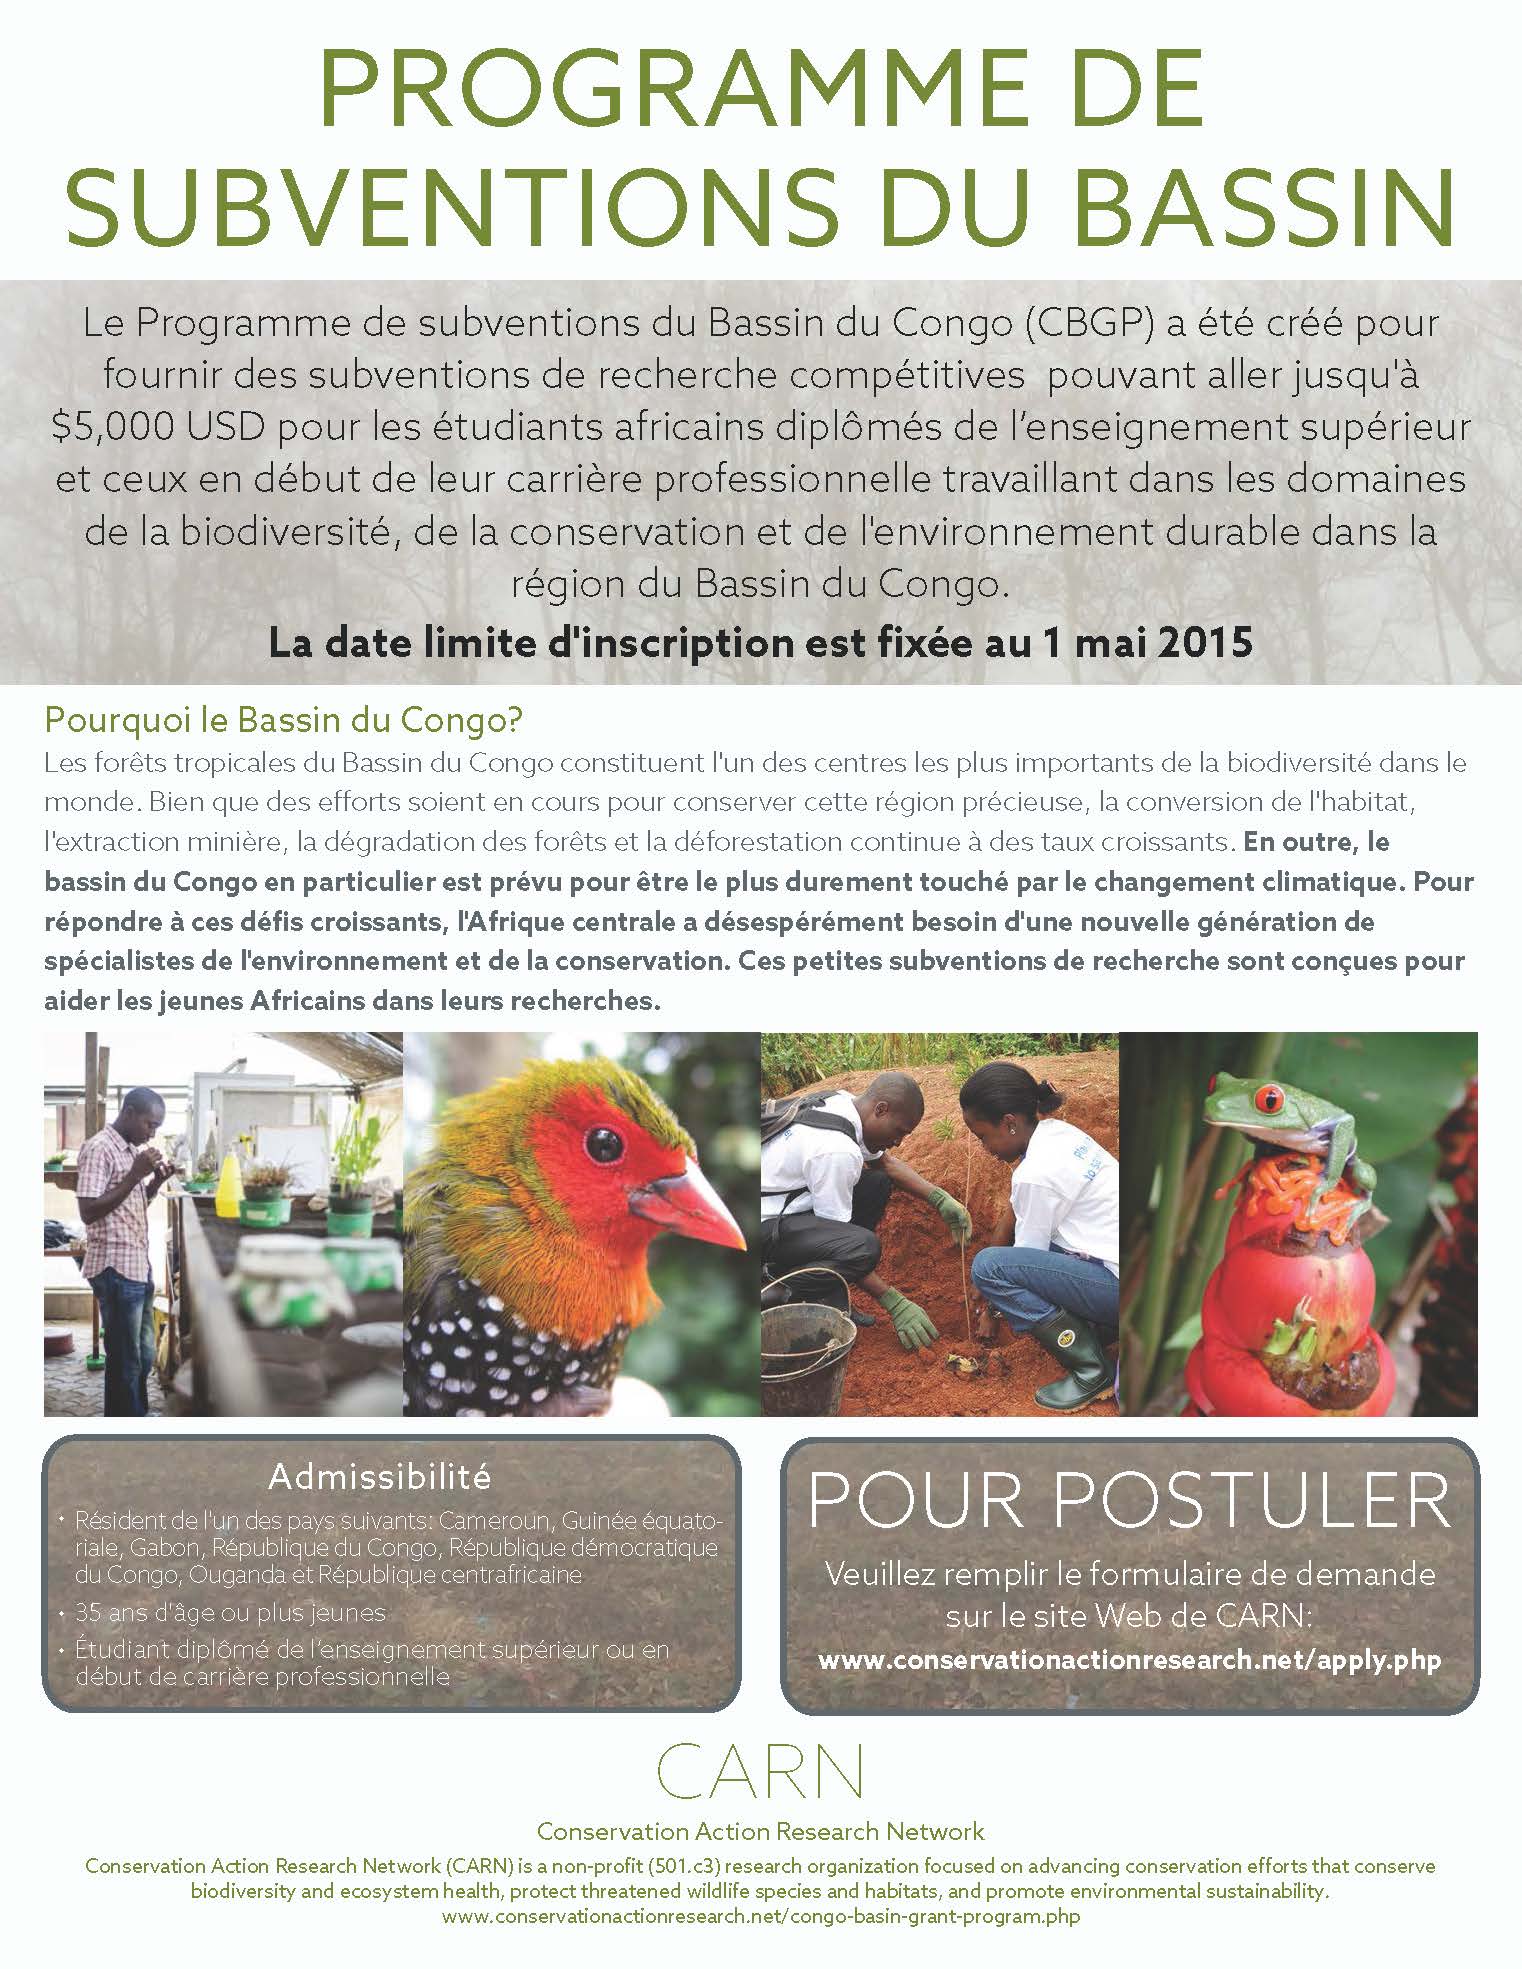 PROGRAMME DE
SUBVENTIONS DU BASSIN
Le Programme de subventions du Bassin du Congo (CBGP) a été créé pour
fournir des subventions de recherche compétitives pouvant aller jusqu'à
$5,000 USD pour les étudiants africains diplômés de l’enseignement supérieur
et ceux en début de leur carrière professionnelle travaillant dans les domaines
de la biodiversité, de la conservation et de l'environnement durable dans la
région du Bassin du Congo.
La date limite d'inscription est fixée au 1 mai 2015
Pourquoi le Bassin du Congo?
Les forêts tropicales du Bassin du Congo constituent l'un des centres les plus importants de la biodiversité dans le
monde. Bien que des efforts soient en cours pour conserver cette région précieuse, la conversion de l'habitat,
l'extraction minière, la dégradation des forêts et la déforestation continue à des taux croissants. En outre, le
bassin du Congo en particulier est prévu pour être le plus durement touché par le changement climatique. Pour
répondre à ces défis croissants, l'Afrique centrale a désespérément besoin d'une nouvelle génération de
spécialistes de l'environnement et de la conservation. Ces petites subventions de recherche sont conçues pour
aider les jeunes Africains dans leurs recherches.
Admissibilité
• Résident de l'un des pays suivants: Cameroun, Guinée équato-
riale, Gabon, République du Congo, République démocratique
du Congo, Ouganda et République centrafricaine
• 35 ans d'âge ou plus jeunes
• Étudiant diplômé de l’enseignement supérieur ou en
début de carrière professionnelle
POUR POSTULER
Veuillez remplir le formulaire de demande
sur le site Web de CARN:
www.conservationactionresearch.net/apply.php
CARN
Conservation Action Research Network
Conservation Action Research Network (CARN) is a non-profit (501.c3) research organization focused on advancing conservation efforts that conserve
biodiversity and ecosystem health, protect threatened wildlife species and habitats, and promote environmental sustainability.
www.conservationactionresearch.net/congo-basin-grant-program.php